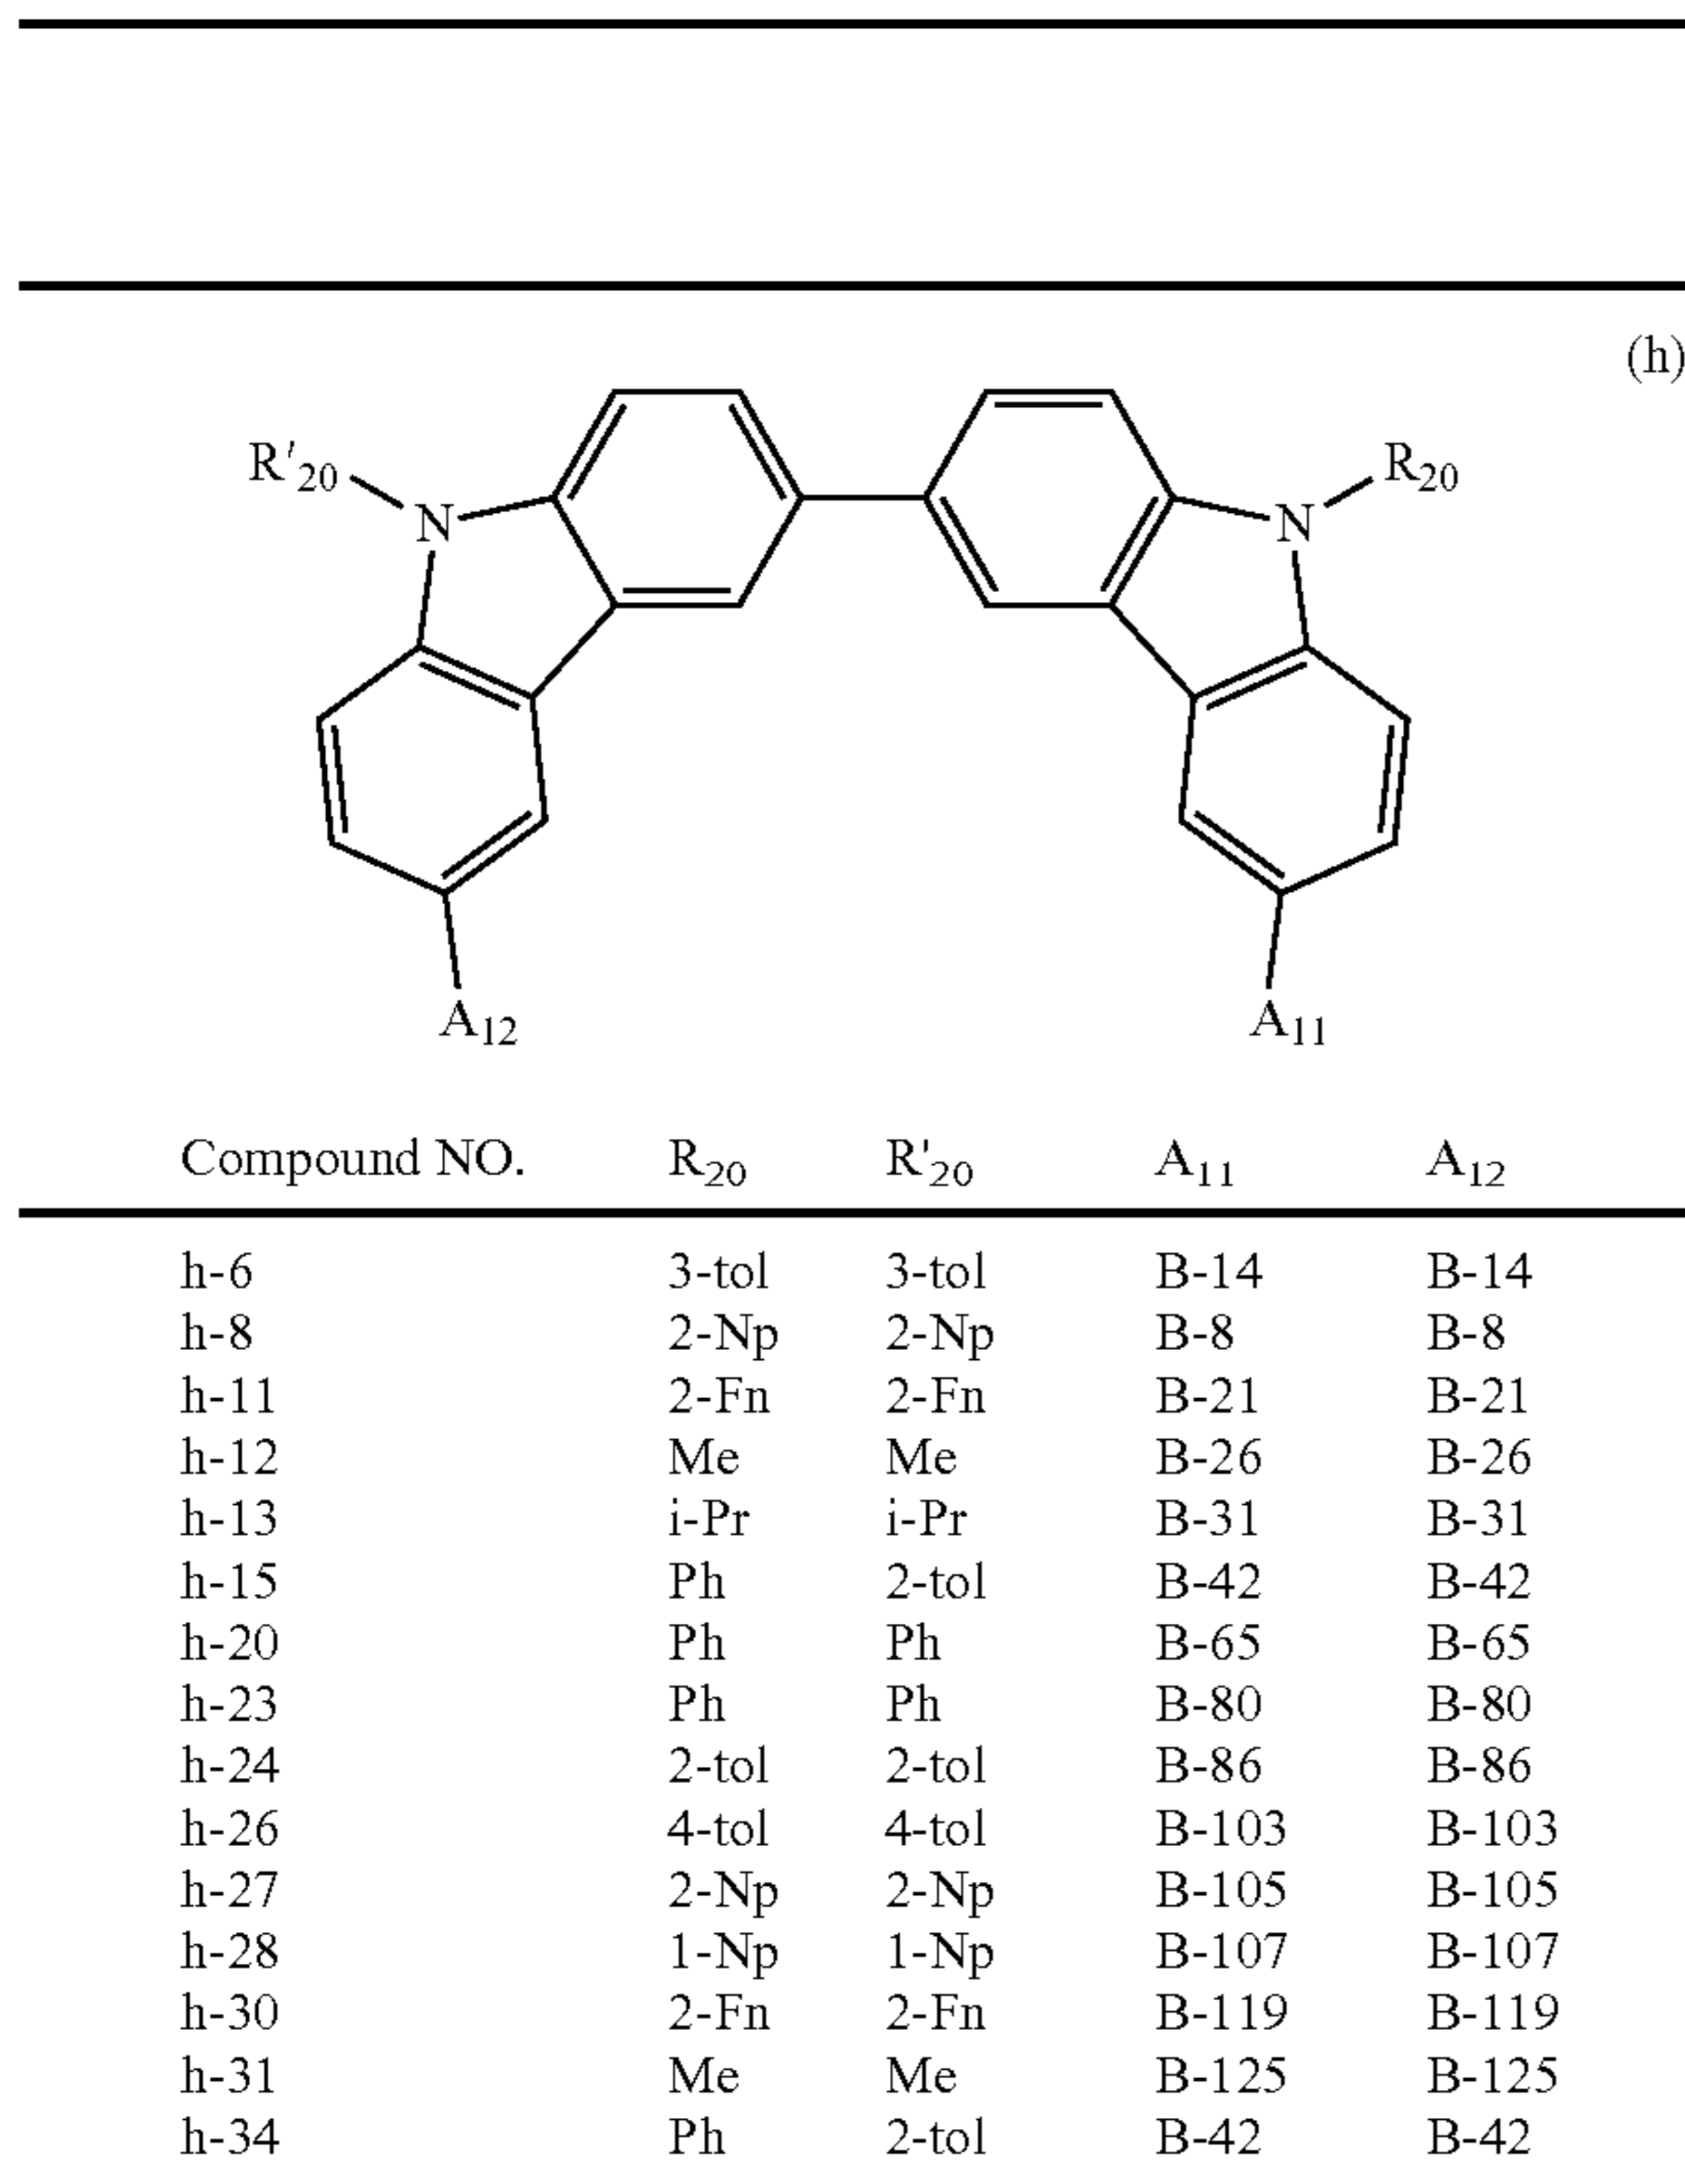 (h)
R'20 R20
N N
A12 A11
Compound NO. R20 R'20 A11 A12
h-6 3-tol 3-tol B-14 B-14
h-8 2-Np 2-Np B-8 B-8
h-11 2-Fn 2-Fn B-21 B-21
h-12 Me Me B-26 B-26
h-13 i-Pr i-Pr B-31 B-31
h-15 Ph 2-tol B-42 B-42
h-20 Ph Ph B-65 B-65
h-23 Ph Ph B-80 B-80
h-24 2-tol 2-tol B-86 B-86
h-26 4-tol 4-tol B-103 B-103
h-27 2-Np 2-Np B-105 B-105
h-28 1-Np 1-Np B-107 B-107
h-30 2-Fn 2-Fn B-119 B-119
h-31 Me Me B-125 B-125
h-34 Ph 2-tol B-42 B-42